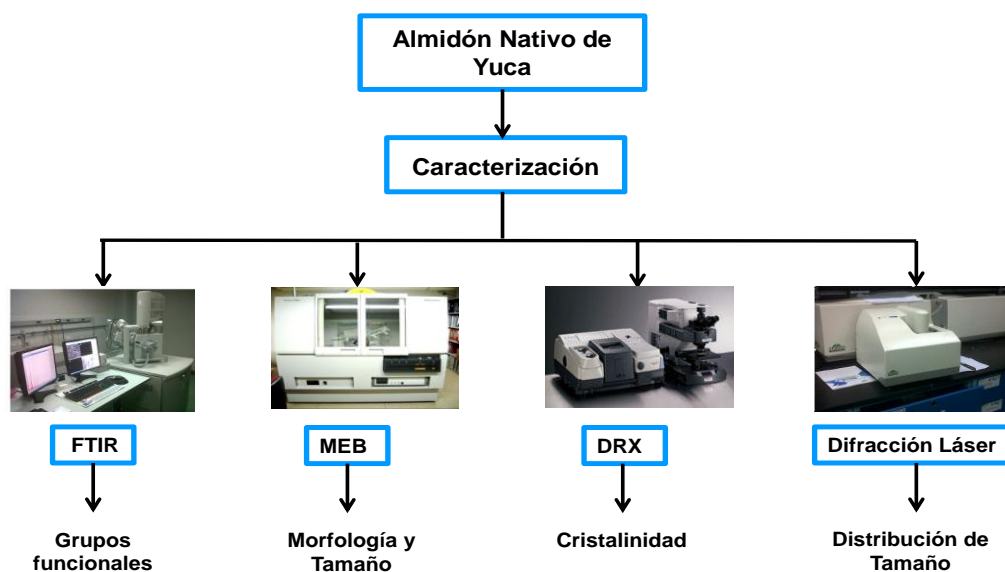 Almidón Nativo de
Yuca
Caracterización
FTIR
MEB
DRX
Difracción Láser
Grupos
funcionales
Morfología y
Tamaño
Cristalinidad
Distribución de
Tamaño